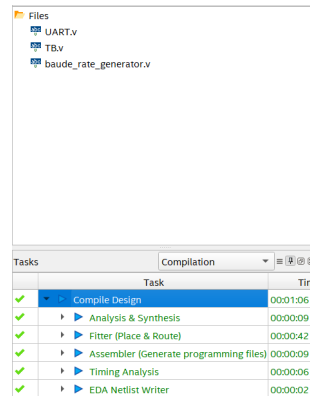 Files
UART.v
TB.v
baude_rate_generator.v
Tasks
Compilation
Task
Compile Design 00:01:06
Analysis & Synthesis 00:00:09
Fitter (Place & Route) 00:00:42
Assembler (Generate programming files) 00:00:09
Timing Analysis 00:00:06
EDA Netlist Writer 00:00:02